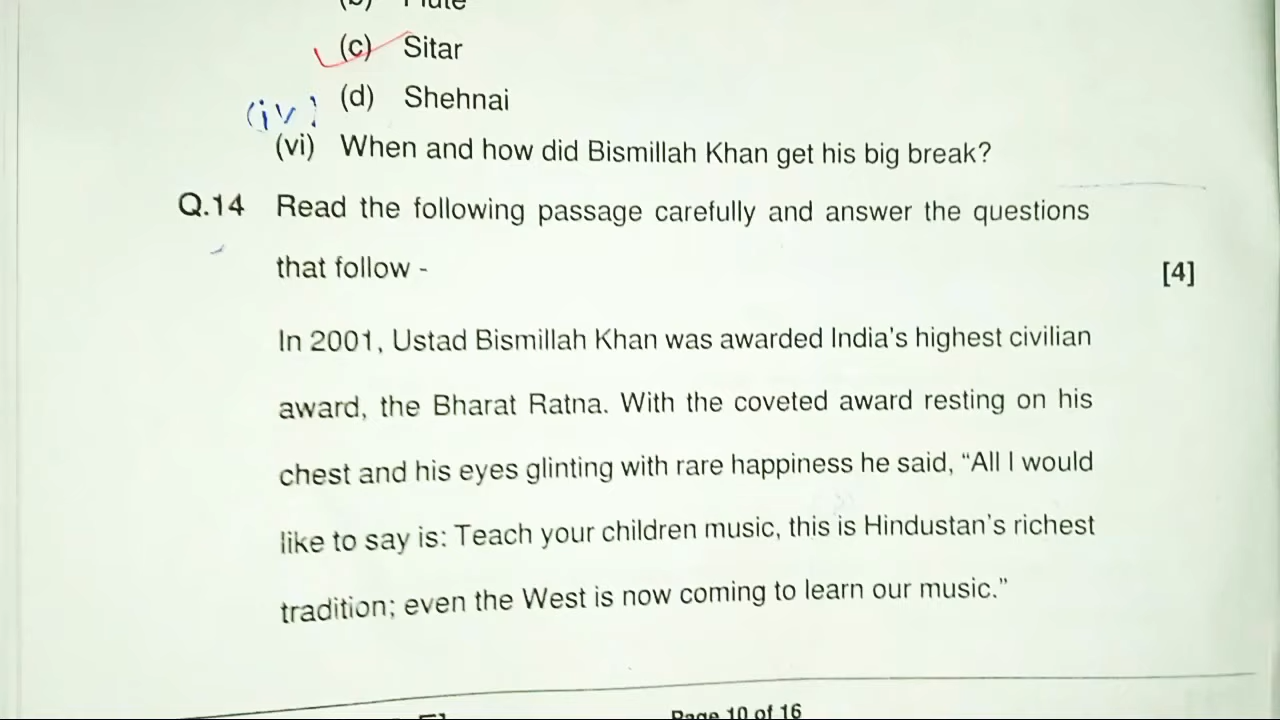 (b) Flute
(c) Sitar
(iv)
(d) Shehnai
(vi) When and how did Bismillah Khan get his big break?
Q.14 Read the following passage carefully and answer the questions
that follow - [4]
In 2001, Ustad Bismillah Khan was awarded India's highest civilian
award, the Bharat Ratna. With the coveted award resting on his
chest and his eyes glinting with rare happiness he said, “All I would
like to say is: Teach your children music, this is Hindustan's richest
tradition; even the West is now coming to learn our music.”
Page 10 of 16